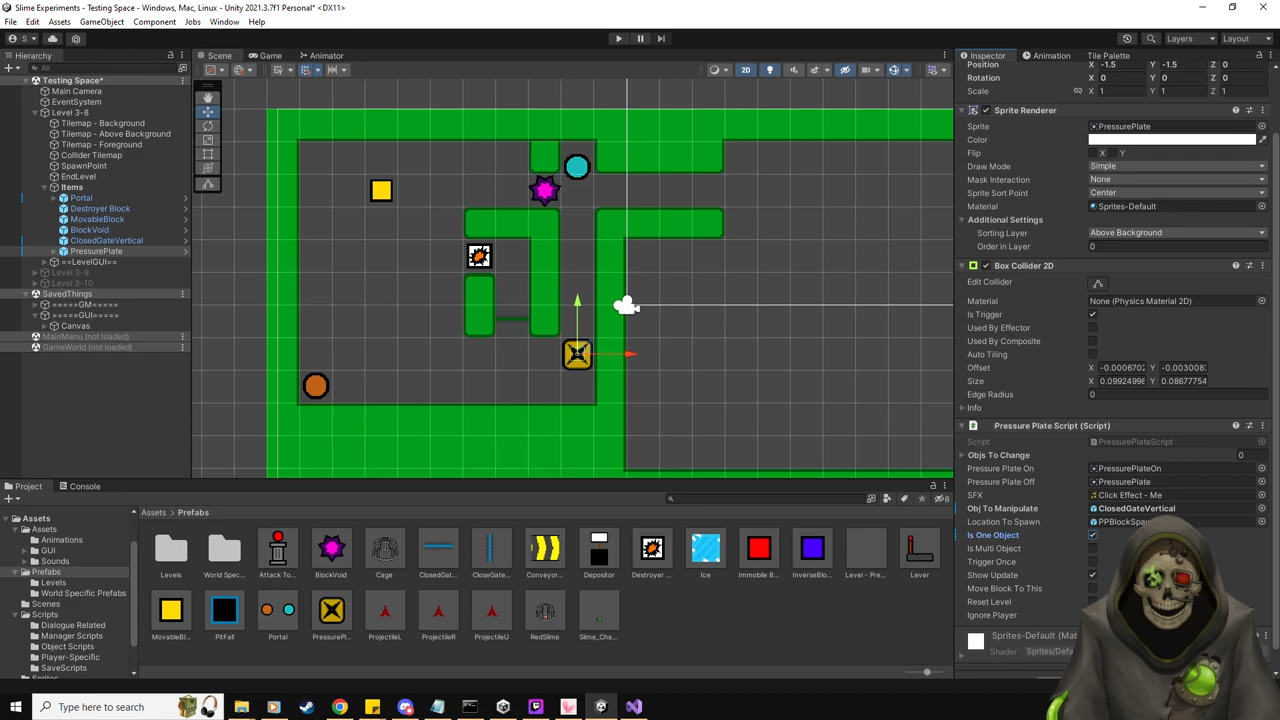 Slime Experiments - Testing Space - Windows, Mac, Linux - Unity 2021.3.7f1 Personal* <DX11>
File Edit Assets GameObject Component Jobs Window Help
S Layers Layout
Hierarchy
All
Testing Space*
Main Camera
EventSystem
Level 3-8
Tilemap - Background
Tilemap - Above Background
Tilemap - Foreground
Collider Tilemap
SpawnPoint
EndLevel
Items
Portal
Destroyer Block
MovableBlock
BlockVoid
ClosedGateVertical
PressurePlate
==LevelGUI==
Level 3-9
Level 3-10
SavedThings
=====GM=====
=====GUI=====
Canvas
MainMenu (not loaded)
GameWorld (not loaded)
Scene Game Animator
2D
Inspector Animation Tile Palette
Position X -1.5 Y -1.5 Z 0
Rotation X 0 Y 0 Z 0
Scale X 1 Y 1 Z 1
Sprite Renderer
Sprite PressurePlate
Color
Flip X Y
Draw Mode Simple
Mask Interaction None
Sprite Sort Point Center
Material Sprites-Default
Additional Settings
Sorting Layer Above Background
Order in Layer 0
Box Collider 2D
Edit Collider
Material None (Physics Material 2D)
Is Trigger
Used By Effector
Used By Composite
Auto Tiling
Offset X -0.0006702 Y -0.003008
Size X 0.0992499 Y 0.08677754
Edge Radius 0
Info
Pressure Plate Script (Script)
Script PressurePlateScript
Objs To Change 0
Pressure Plate On PressurePlateOn
Pressure Plate Off PressurePlate
SFX Click Effect - Me
Obj To Manipulate ClosedGateVertical
Location To Spawn PPBlockSpa
Is One Object
Is Multi Object
Trigger Once
Show Update
Move Block To This
Reset Level
Ignore Player
Sprites-Default (Mat
Shader Sprites/Defa
Project Console
8
Assets
Animations
GUI
Sounds
Prefabs
Levels
World Specific Prefabs
Scenes
Scripts
Dialogue Related
Manager Scripts
Object Scripts
Player-Specific
SaveScripts
Sprites
Assets > Prefabs
Levels World Spec... Attack To... BlockVoid Cage ClosedGat... CloseGate... Conveyor... Depositor Destroyer ... Ice Immobile B... InverseBlo... Level - Pre... Lever
MovableBl... PitFall Portal PressurePl... ProjectileL ProjectileR ProjectileU RedSlime Slime_Cha...
Type here to search